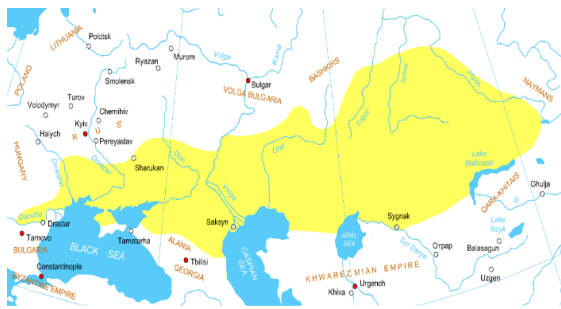 LITHUANIA
Polotsk
POLAND
Smolensk
Ryazan
Murom
Volga
Kama
Bulgar
VOLGA BULGARIA
BASHKIRS
Tobol
Ishim
Irtysh
NAYMANS
Turov
Volodymyr
Chernihiv
Kyiv
R U S'
Halych
Pereyaslav
HUNGARY
Dniester
Dnieper
Sharukan
Don
Volga
Ural
Lake
Balkhash
QARA-KHITAIS
Ghulja
Ili
Danube
Drastar
Tarnovo
BULGARIA
Constantinople
BYZANTINE EMPIRE
BLACK SEA
Tamatarha
ALANIA
Tbilisi
GEORGIA
Saksyn
CASPIAN
SEA
ARAL
SEA
Sygnak
Syr Darya
Otrar
Lake
Issyk
Balasagun
Uzgen
KHWAREZMIAN EMPIRE
Urgench
Khiva